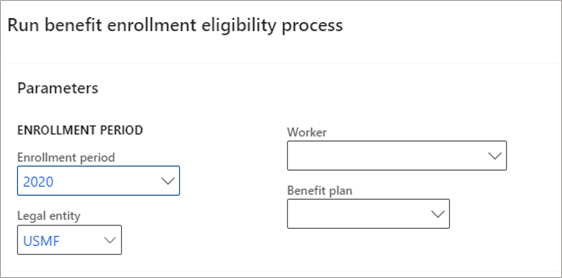 Run benefit enrollment eligibility process
Parameters
ENROLLMENT PERIOD
Enrollment period
2020
Legal entity
USMF
Worker
Benefit plan